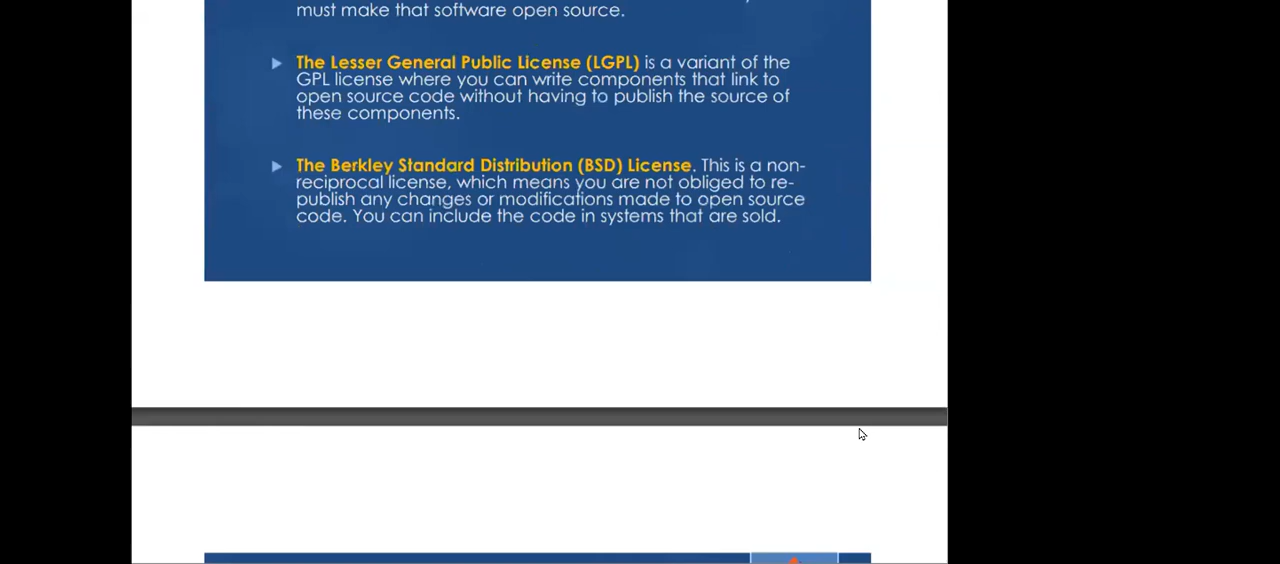 must make that software open source.
The Lesser General Public License (LGPL) is a variant of the
GPL license where you can write components that link to
open source code without having to publish the source of
these components.
The Berkley Standard Distribution (BSD) License. This is a non-
reciprocal license, which means you are not obliged to re-
publish any changes or modifications made to open source
code. You can include the code in systems that are sold.